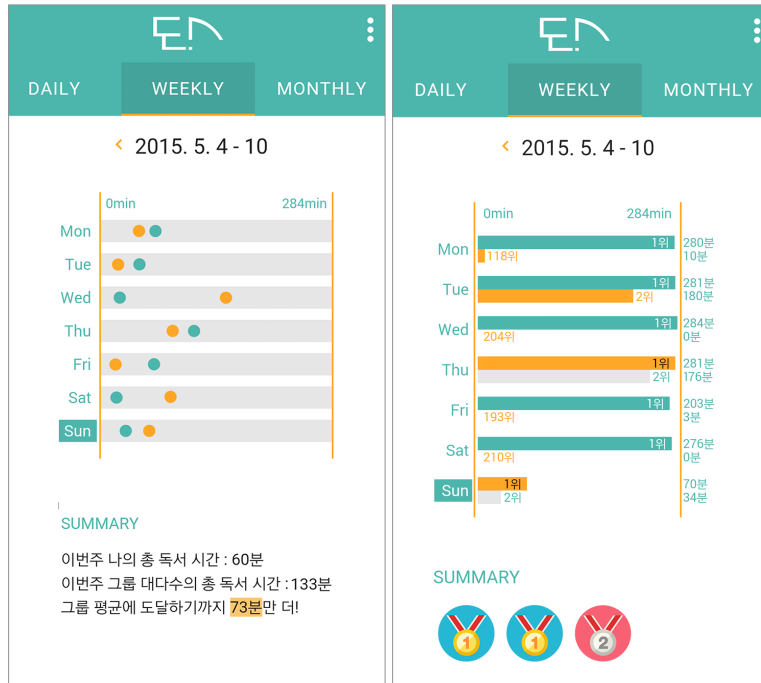 DAILY WEEKLY MONTHLY
2015. 5. 4 - 10
0min 284min
Mon
Tue
Wed
Thu
Fri
Sat
Sun
SUMMARY
이번주 나의 총 독서 시간 : 60분
이번주 그룹 대다수의 총 독서 시간 : 133분
그룹 평균에 도달하기까지 73분만 더!
DAILY WEEKLY MONTHLY
2015. 5. 4 - 10
0min 284min
Mon 1위 280분
118위 10분
Tue 1위 281분
2위 180분
Wed 1위 284분
204위 0분
Thu 1위 281분
2위 176분
Fri 1위 203분
193위 3분
Sat 1위 276분
210위 0분
Sun 1위 70분
2위 34분
SUMMARY
1 1 2